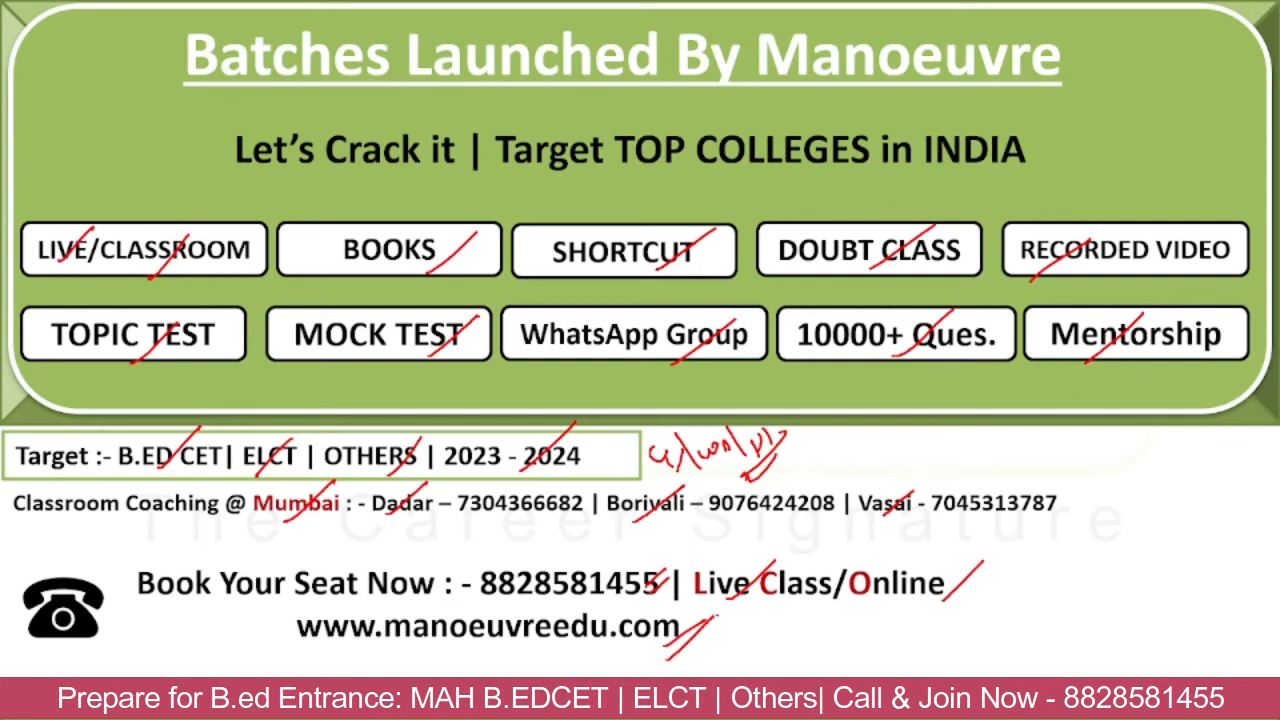 Batches Launched By Manoeuvre
Let's Crack it | Target TOP COLLEGES in INDIA
LIVE/CLASSROOM BOOKS SHORTCUT DOUBT CLASS RECORDED VIDEO
TOPIC TEST MOCK TEST WhatsApp Group 10000+ Ques. Mentorship
Target :- B.ED CET| ELCT | OTHERS | 2023 - 2024
Classroom Coaching @ Mumbai : - Dadar – 7304366682 | Borivali – 9076424208 | Vasai - 7045313787
The Career Signature
Book Your Seat Now : - 8828581455 | Live Class/Online
www.manoeuvreedu.com
Prepare for B.ed Entrance: MAH B.EDCET | ELCT | Others| Call & Join Now - 8828581455